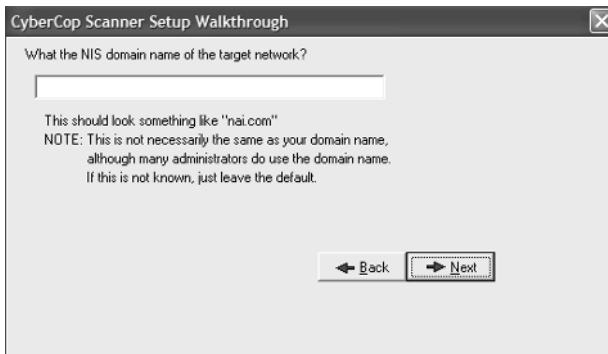 CyberCop Scanner Setup Walkthrough
What the NIS domain name of the target network?
This should look something like "nai.com"
NOTE: This is not necessarily the same as your domain name,
although many administrators do use the domain name.
If this is not known, just leave the default.
Back
Next